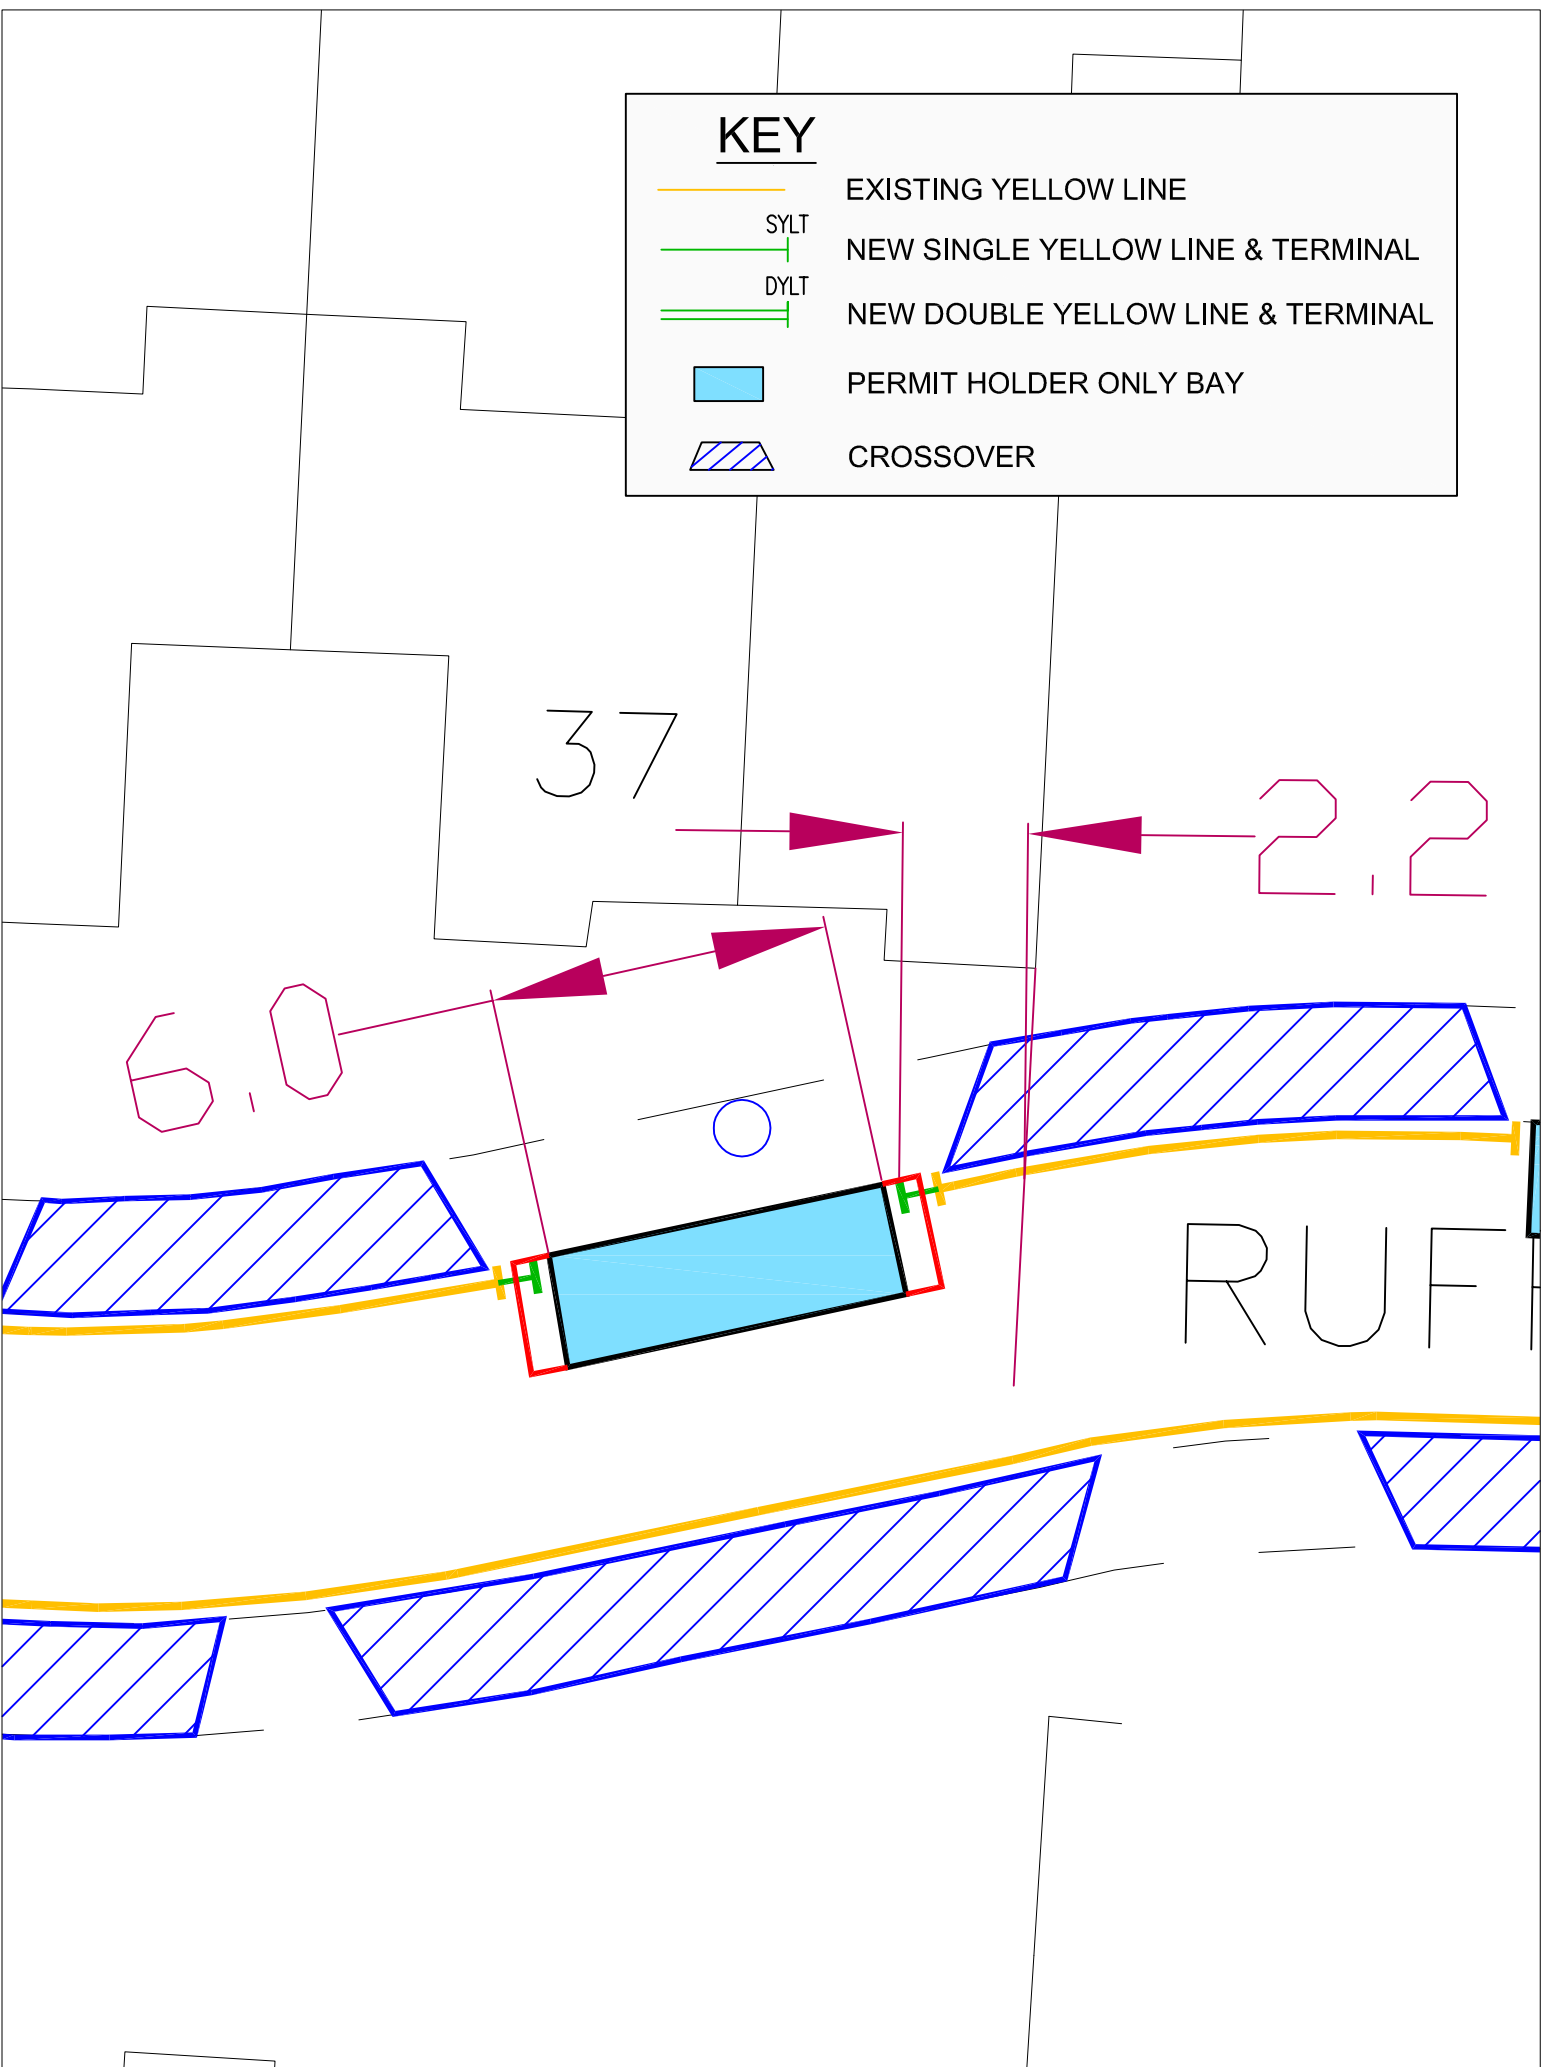 KEY
EXISTING YELLOW LINE
SYLT
NEW SINGLE YELLOW LINE & TERMINAL
DYLT
NEW DOUBLE YELLOW LINE & TERMINAL
PERMIT HOLDER ONLY BAY
CROSSOVER
37
2.2
6.0
RUF